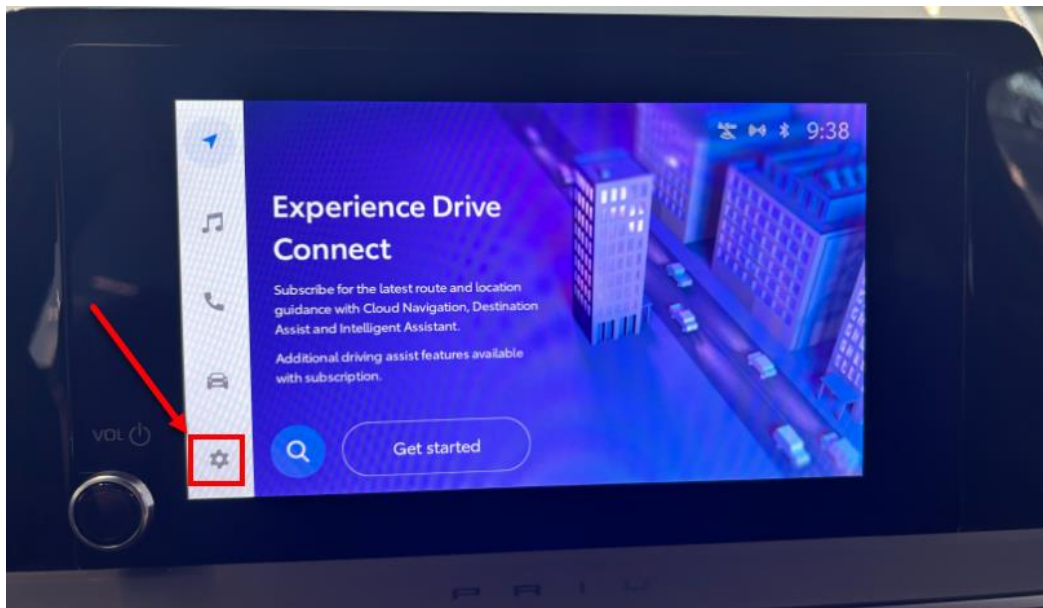 9:38
Experience Drive
Connect
Subscribe for the latest route and location
guidance with Cloud Navigation, Destination
Assist and Intelligent Assistant.
Additional driving assist features available
with subscription.
Get started
VOL
P R I U